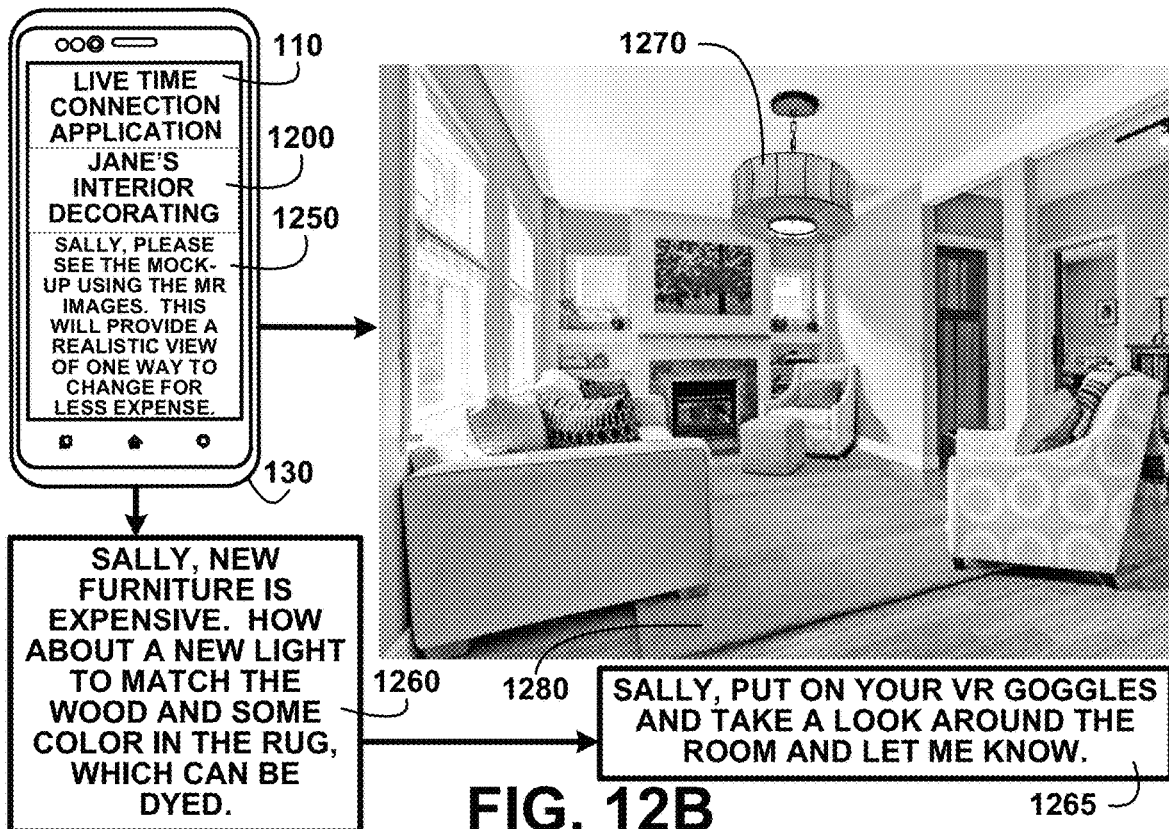 110
LIVE TIME
CONNECTION
APPLICATION
1200
JANE'S
INTERIOR
DECORATING
1250
SALLY, PLEASE
SEE THE MOCK-
UP USING THE MR
IMAGES. THIS
WILL PROVIDE A
REALISTIC VIEW
OF ONE WAY TO
CHANGE FOR
LESS EXPENSE.
130
1270
1280
SALLY, NEW
FURNITURE IS
EXPENSIVE. HOW
ABOUT A NEW LIGHT
TO MATCH THE
WOOD AND SOME
COLOR IN THE RUG,
WHICH CAN BE
DYED.
1260
SALLY, PUT ON YOUR VR GOGGLES
AND TAKE A LOOK AROUND THE
ROOM AND LET ME KNOW.
1265
FIG. 12B